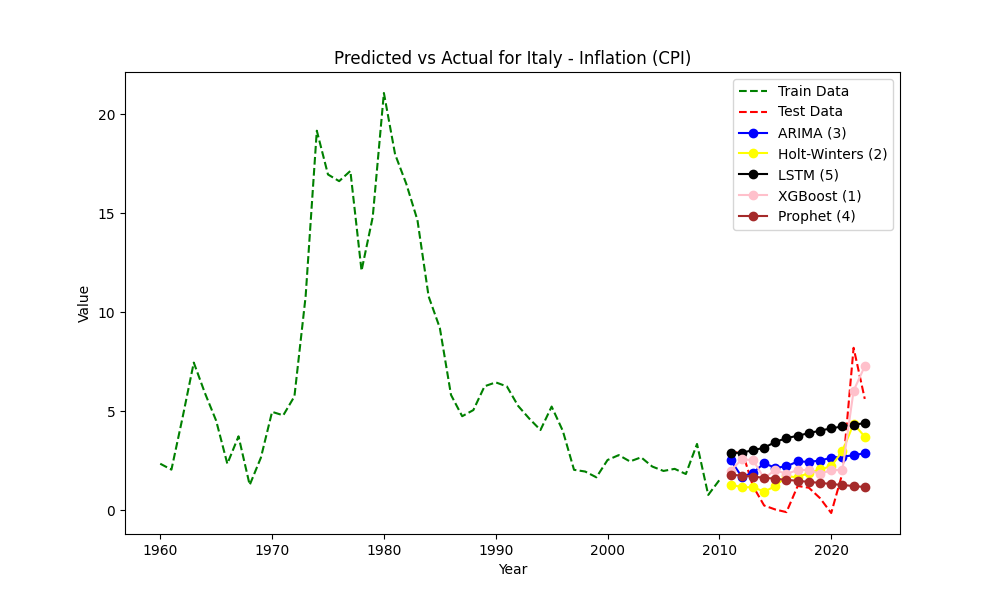 Predicted vs Actual for Italy - Inflation (CPI)
Train Data
Test Data
ARIMA (3)
Holt-Winters (2)
LSTM (5)
XGBoost (1)
Prophet (4)
Value
20
15
10
5
0
1960 1970 1980 1990 2000 2010 2020
Year